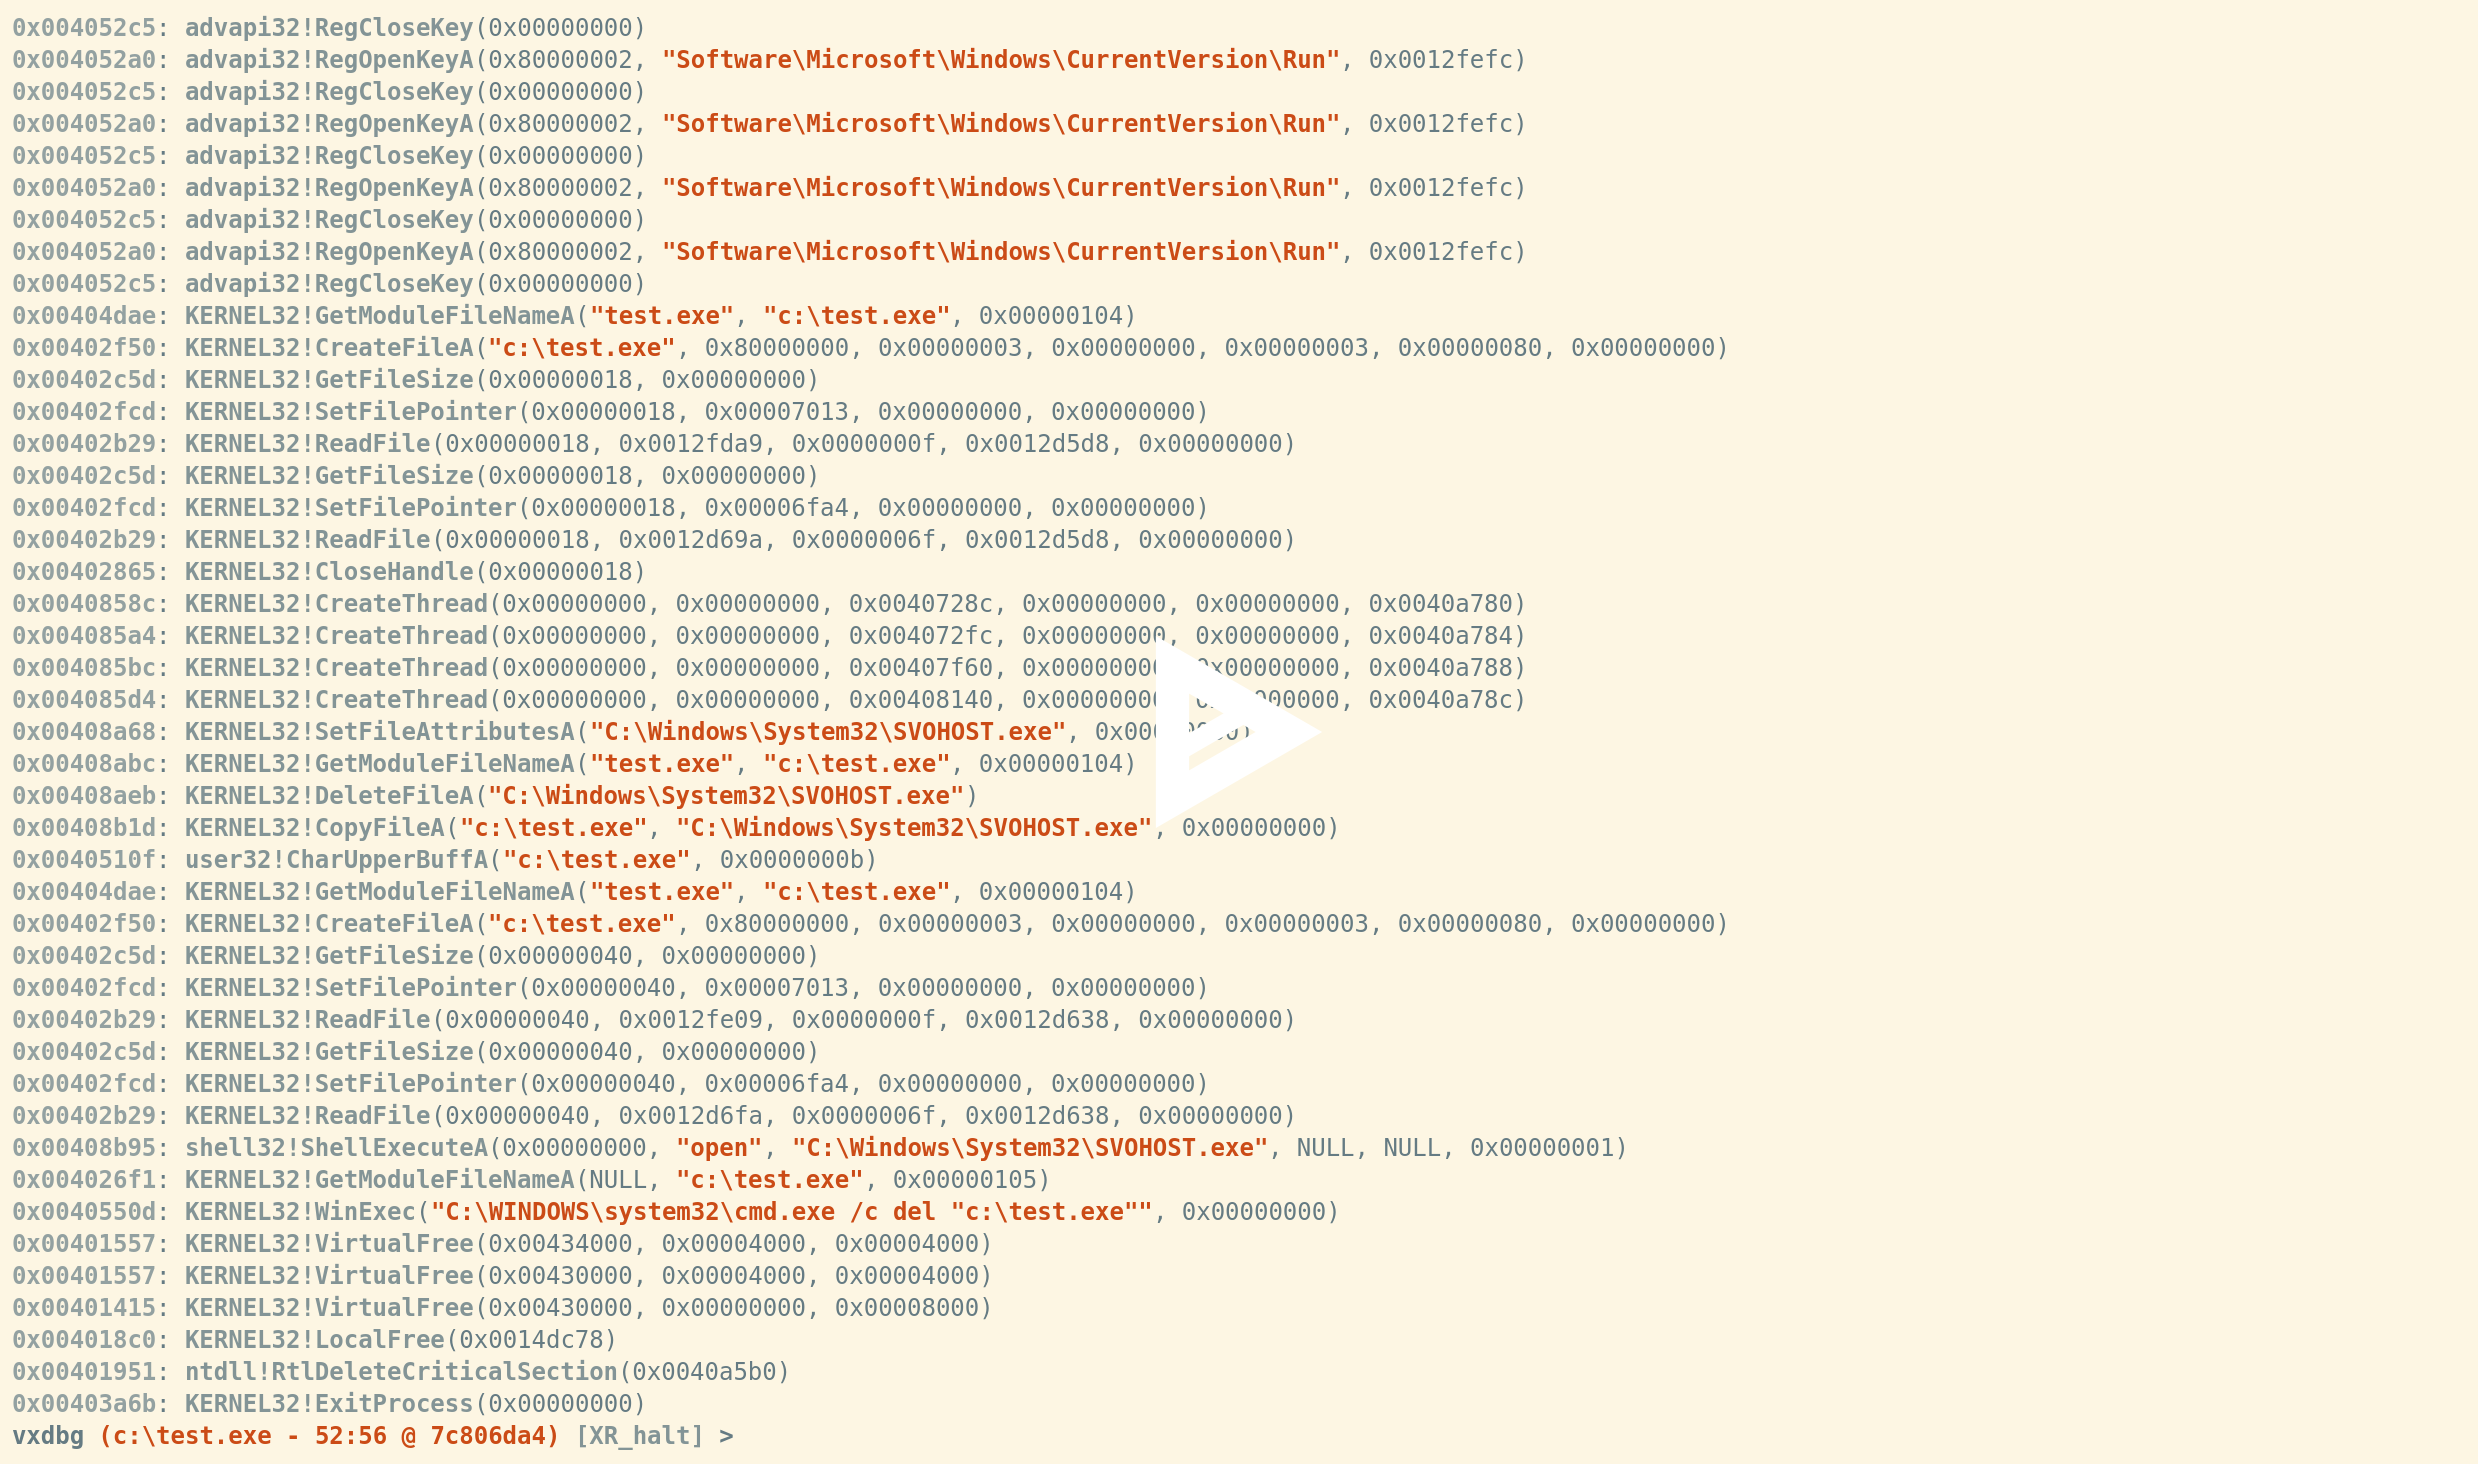 0x004052c5: advapi32!RegCloseKey(0x00000000)
0x004052a0: advapi32!RegOpenKeyA(0x80000002, "Software\Microsoft\Windows\CurrentVersion\Run", 0x0012fefc)
0x004052c5: advapi32!RegCloseKey(0x00000000)
0x004052a0: advapi32!RegOpenKeyA(0x80000002, "Software\Microsoft\Windows\CurrentVersion\Run", 0x0012fefc)
0x004052c5: advapi32!RegCloseKey(0x00000000)
0x004052a0: advapi32!RegOpenKeyA(0x80000002, "Software\Microsoft\Windows\CurrentVersion\Run", 0x0012fefc)
0x004052c5: advapi32!RegCloseKey(0x00000000)
0x004052a0: advapi32!RegOpenKeyA(0x80000002, "Software\Microsoft\Windows\CurrentVersion\Run", 0x0012fefc)
0x004052c5: advapi32!RegCloseKey(0x00000000)
0x00404dae: KERNEL32!GetModuleFileNameA("test.exe", "c:\test.exe", 0x00000104)
0x00402f50: KERNEL32!CreateFileA("c:\test.exe", 0x80000000, 0x00000003, 0x00000000, 0x00000003, 0x00000080, 0x00000000)
0x00402c5d: KERNEL32!GetFileSize(0x00000018, 0x00000000)
0x00402fcd: KERNEL32!SetFilePointer(0x00000018, 0x00007013, 0x00000000, 0x00000000)
0x00402b29: KERNEL32!ReadFile(0x00000018, 0x0012fda9, 0x0000000f, 0x0012d5d8, 0x00000000)
0x00402c5d: KERNEL32!GetFileSize(0x00000018, 0x00000000)
0x00402fcd: KERNEL32!SetFilePointer(0x00000018, 0x00006fa4, 0x00000000, 0x00000000)
0x00402b29: KERNEL32!ReadFile(0x00000018, 0x0012d69a, 0x0000006f, 0x0012d5d8, 0x00000000)
0x00402865: KERNEL32!CloseHandle(0x00000018)
0x0040858c: KERNEL32!CreateThread(0x00000000, 0x00000000, 0x0040728c, 0x00000000, 0x00000000, 0x0040a780)
0x004085a4: KERNEL32!CreateThread(0x00000000, 0x00000000, 0x004072fc, 0x00000000, 0x00000000, 0x0040a784)
0x004085bc: KERNEL32!CreateThread(0x00000000, 0x00000000, 0x00407f60, 0x00000000, 0x00000000, 0x0040a788)
0x004085d4: KERNEL32!CreateThread(0x00000000, 0x00000000, 0x00408140, 0x00000000, 0x0040a78c)
0x00408a68: KERNEL32!SetFileAttributesA("C:\Windows\System32\SVOHOST.exe",
0x00408abc: KERNEL32!GetModuleFileNameA("test.exe", "c:\test.exe", 0x00000104)
0x00408aeb: KERNEL32!DeleteFileA("C:\Windows\System32\SVOHOST.exe")
0x00408b1d: KERNEL32!CopyFileA("c:\test.exe", "C:\Windows\System32\SVOHOST.exe", 0x00000000)
0x0040510f: user32!CharUpperBuffA("c:\test.exe", 0x0000000b)
0x00404dae: KERNEL32!GetModuleFileNameA("test.exe", "c:\test.exe", 0x00000104)
0x00402f50: KERNEL32!CreateFileA("c:\test.exe", 0x80000000, 0x00000003, 0x00000000, 0x00000003, 0x00000080, 0x00000000)
0x00402c5d: KERNEL32!GetFileSize(0x00000040, 0x00000000)
0x00402fcd: KERNEL32!SetFilePointer(0x00000040, 0x00007013, 0x00000000, 0x00000000)
0x00402b29: KERNEL32!ReadFile(0x00000040, 0x0012fe09, 0x0000000f, 0x0012d638, 0x00000000)
0x00402c5d: KERNEL32!GetFileSize(0x00000040, 0x00000000)
0x00402fcd: KERNEL32!SetFilePointer(0x00000040, 0x00006fa4, 0x00000000, 0x00000000)
0x00402b29: KERNEL32!ReadFile(0x00000040, 0x0012d6fa, 0x0000006f, 0x0012d638, 0x00000000)
0x00408b95: shell32!ShellExecuteA(0x00000000, "open", "C:\Windows\System32\SVOHOST.exe", NULL, NULL, 0x00000001)
0x004026f1: KERNEL32!GetModuleFileNameA(NULL, "c:\test.exe", 0x00000105)
0x0040550d: KERNEL32!WinExec("C:\WINDOWS\system32\cmd.exe /c del "c:\test.exe"", 0x00000000)
0x00401557: KERNEL32!VirtualFree(0x00434000, 0x00004000, 0x00004000)
0x00401557: KERNEL32!VirtualFree(0x00430000, 0x00004000, 0x00004000)
0x00401415: KERNEL32!VirtualFree(0x00430000, 0x00000000, 0x00008000)
0x004018c0: KERNEL32!LocalFree(0x0014dc78)
0x00401951: ntdll!RtlDeleteCriticalSection(0x0040a5b0)
0x00403a6b: KERNEL32!ExitProcess(0x00000000)
vxdbg (c:\test.exe - 52:56 @ 7c806da4) [XR_halt] >